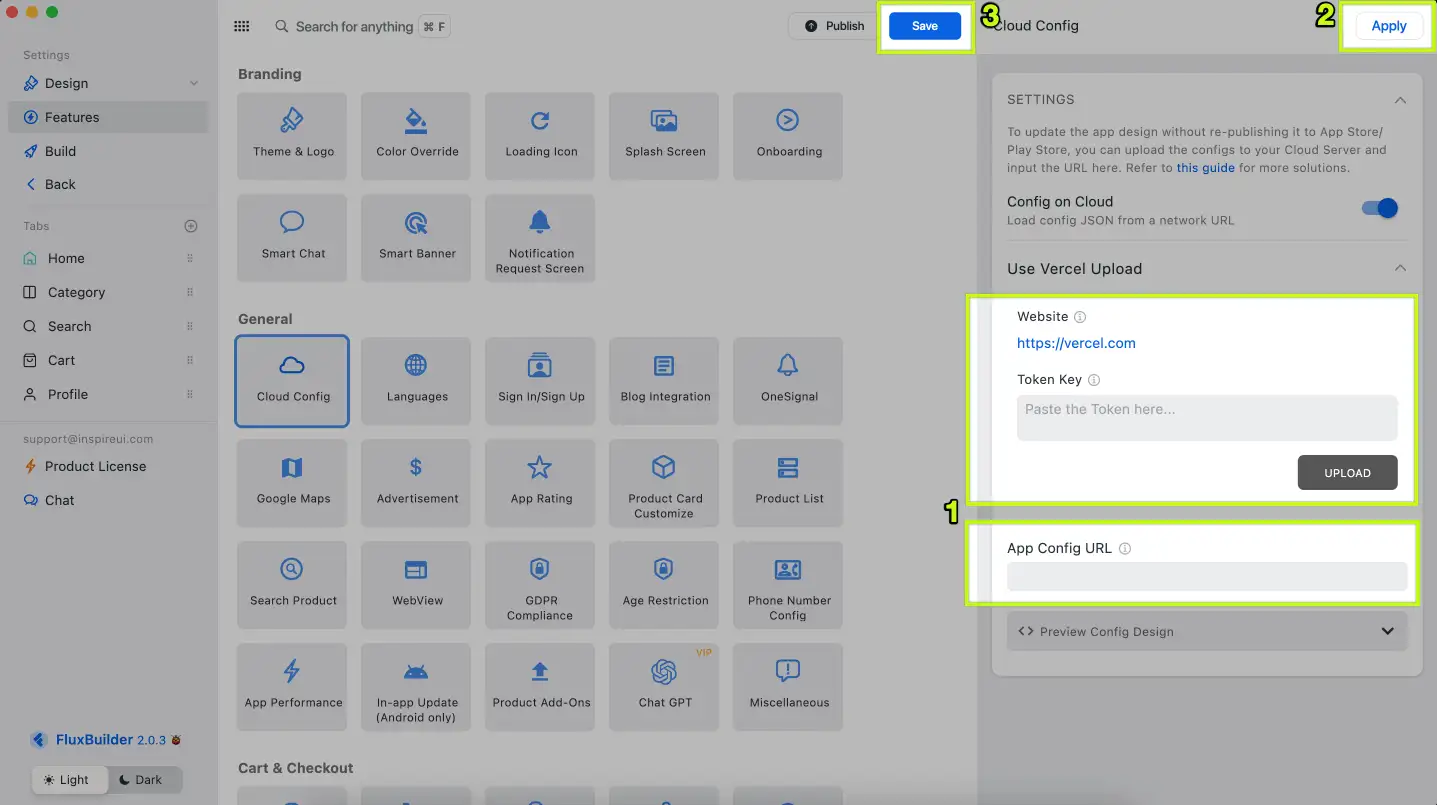 Settings
Design
Features
Build
Back
Tabs
Home
Category
Search
Cart
Profile
support@inspireui.com
Product License
Chat
FluxBuilder 2.0.3
Light
Dark
Search for anything ⌘ F
Publish
Save
3
Branding
Theme & Logo
Color Override
Loading Icon
Splash Screen
Onboarding
Smart Chat
Smart Banner
Notification
Request Screen
General
Cloud Config
Languages
Sign In/Sign Up
Blog Integration
OneSignal
Google Maps
Advertisement
App Rating
Product Card
Customize
Product List
Search Product
WebView
GDPR
Compliance
Age Restriction
Phone Number
Config
App Performance
In-app Update
(Android only)
Product Add-Ons
VIP
Chat GPT
Miscellaneous
Cart & Checkout
Cloud Config
2
Apply
SETTINGS
To update the app design without re-publishing it to App Store/
Play Store, you can upload the configs to your Cloud Server and
input the URL here. Refer to this guide for more solutions.
Config on Cloud
Load config JSON from a network URL
Use Vercel Upload
Website
https://vercel.com
Token Key
Paste the Token here...
UPLOAD
1
App Config URL
<> Preview Config Design